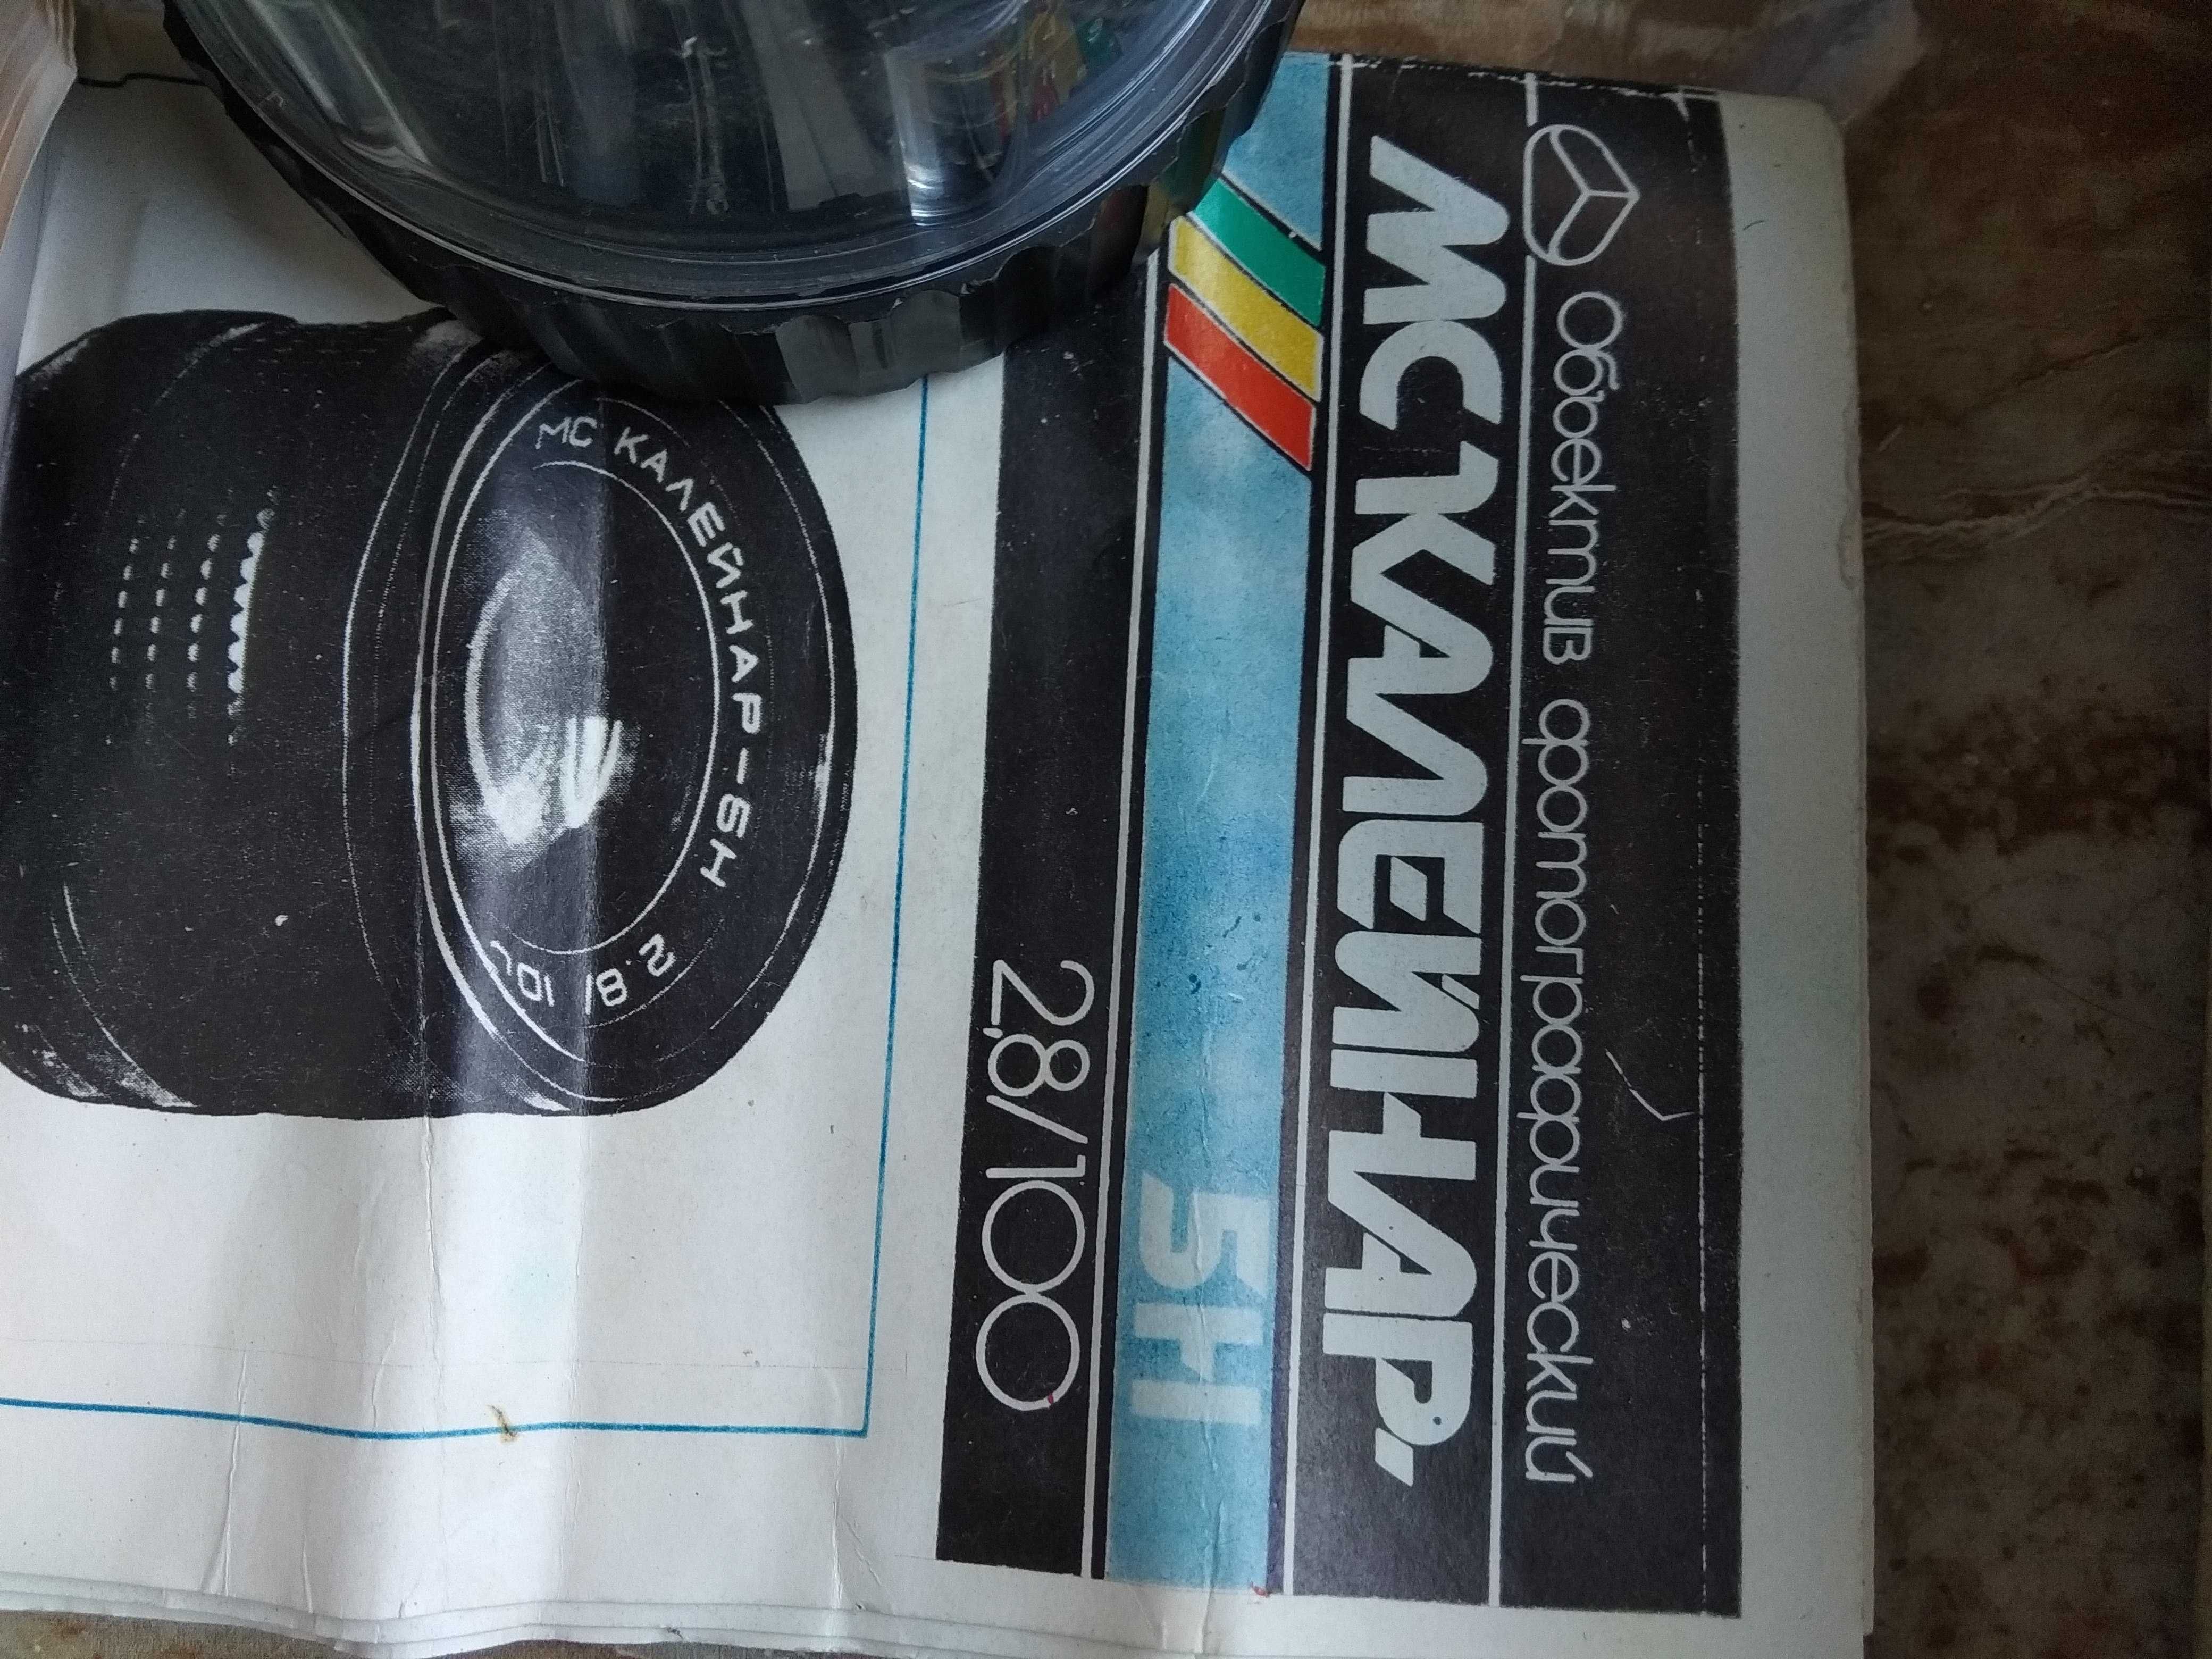 Объектив фотографический
МС КАЛЕЙНАР
5Н
2,8/100
МС КАЛЕЙНАР-5Н 2.8/100